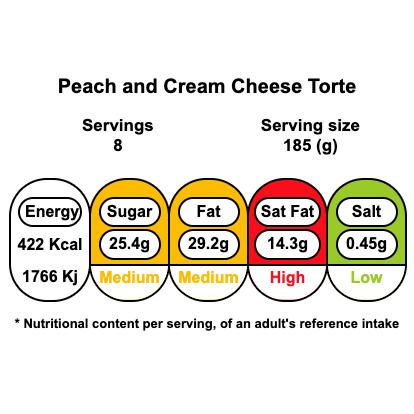 Peach and Cream Cheese Torte
Servings Serving size
8 185 (g)
Energy Sugar Fat Sat Fat Salt
422 Kcal 25.4g 29.2g 14.3g 0.45g
1766 Kj Medium Medium High Low
* Nutritional content per serving, of an adult's reference intake